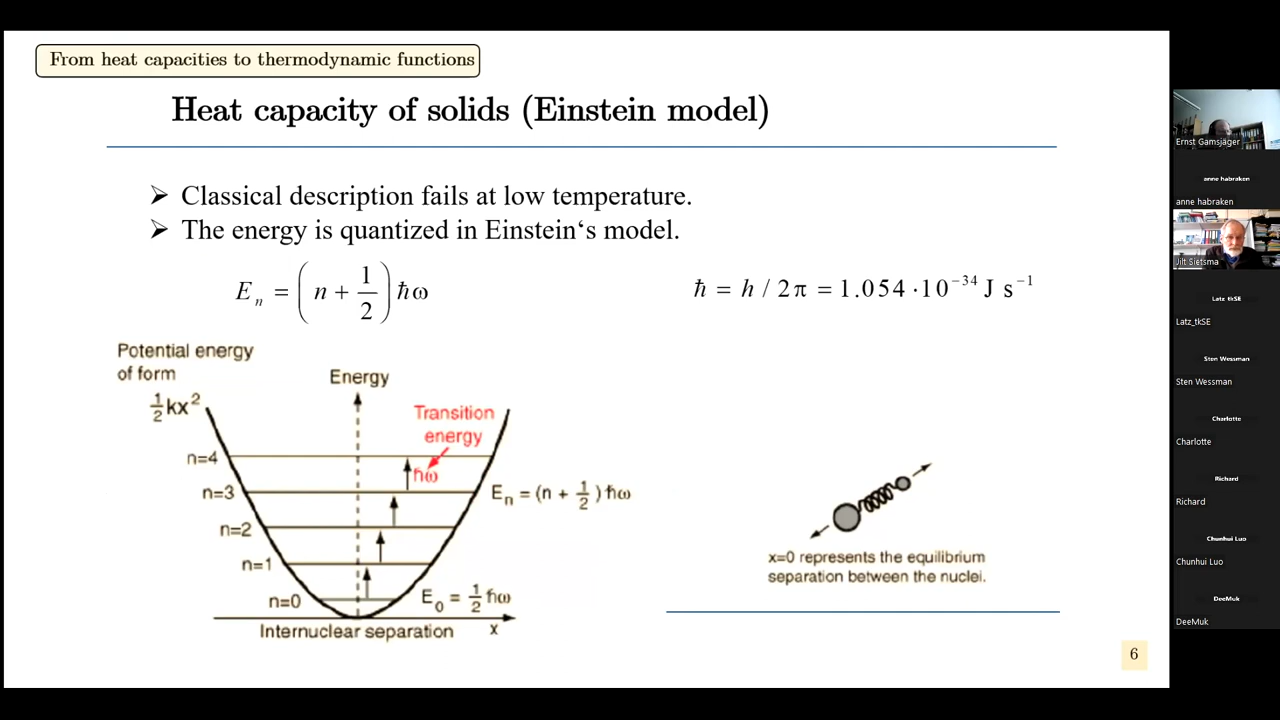 From heat capacities to thermodynamic functions
Heat capacity of solids (Einstein model)
➢ Classical description fails at low temperature.
➢ The energy is quantized in Einstein‘s model.
E_n = (n + 1/2) ħω
ħ = h / 2π = 1.054 ·10^−34 J s^−1
Potential energy
of form
1/2 kx²
Energy
Transition
energy
ħω
n=4
n=3
n=2
n=1
n=0
E_n = (n + 1/2) ħω
E_0 = 1/2 ħω
Internuclear separation
x
x=0 represents the equilibrium
separation between the nuclei.
6
Ernst Gamsjäger
anne habraken
anne habraken
Jilt Sietsma
Latz_tkSE
Latz_tkSE
Sten Wessman
Sten Wessman
Charlotte
Charlotte
Richard
Richard
Chunhui Luo
Chunhui Luo
DeeMuk
DeeMuk